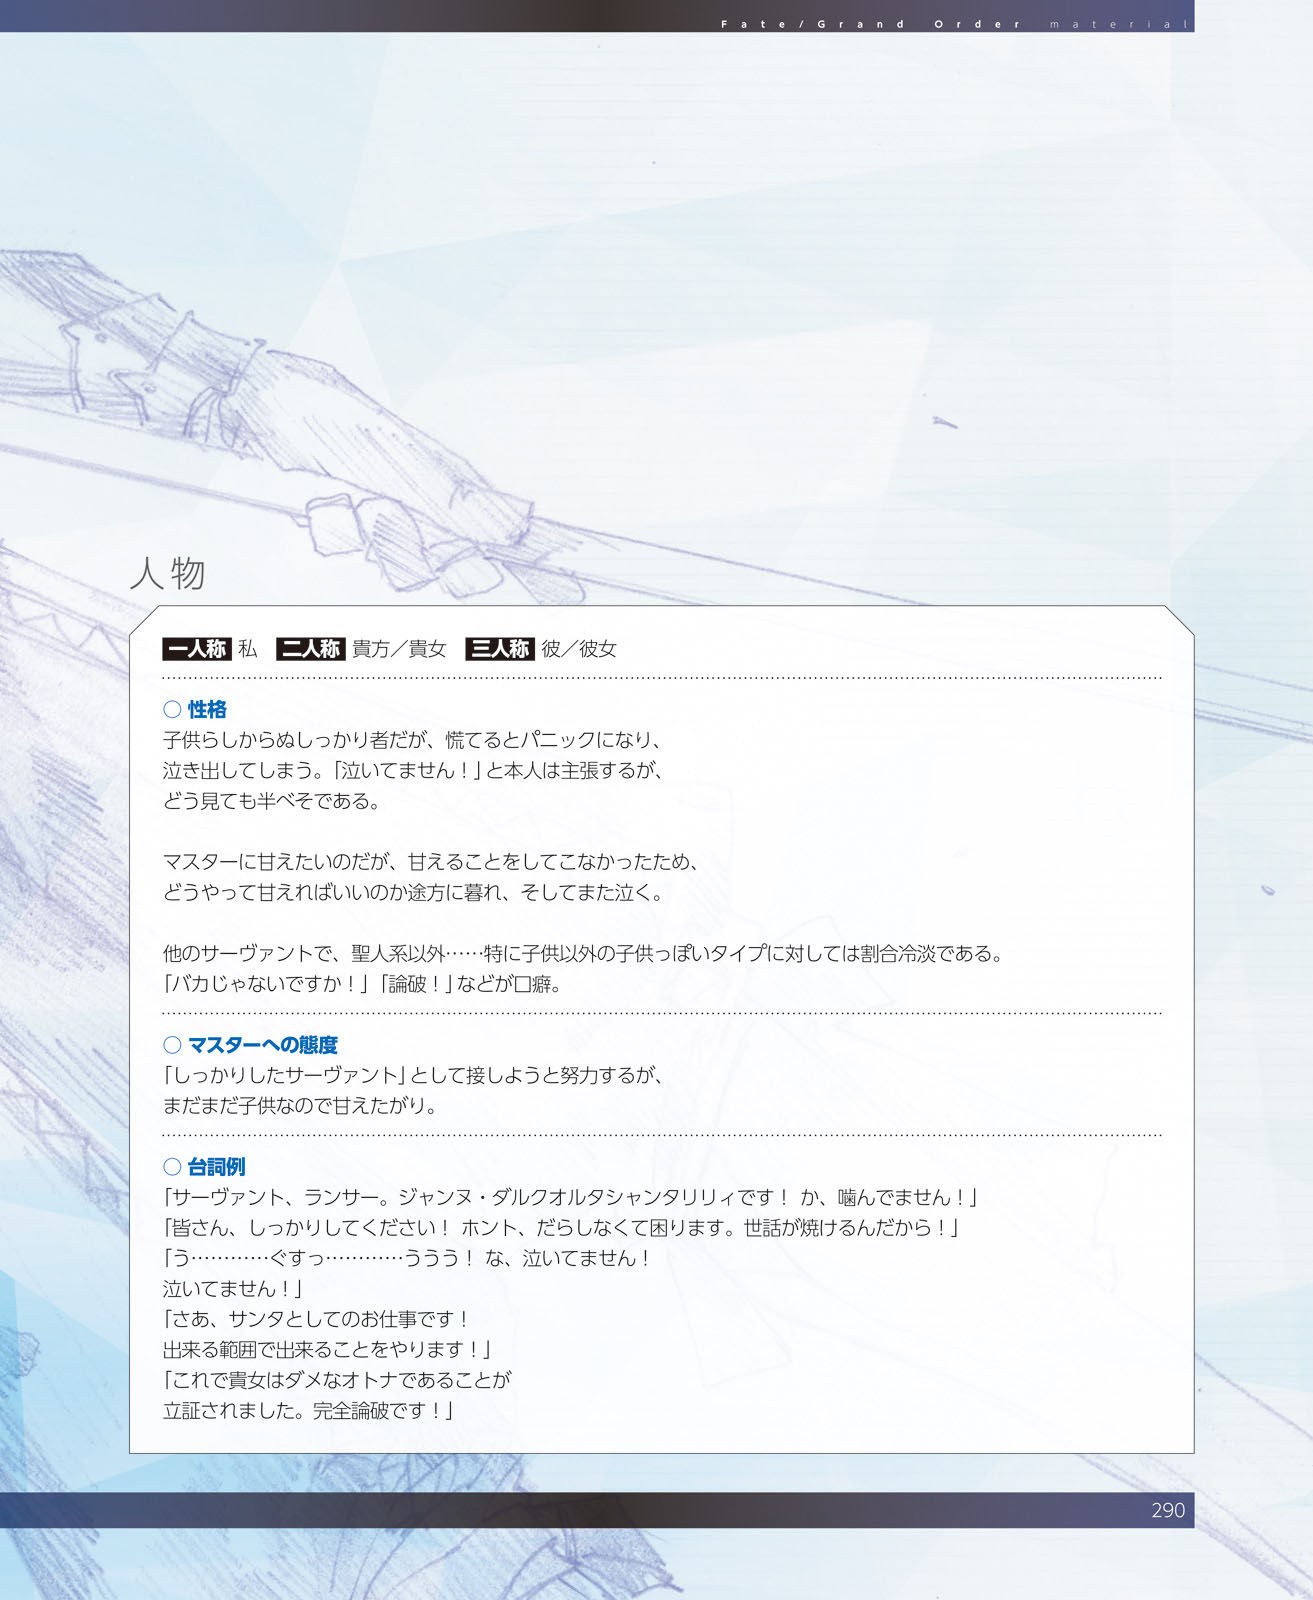 Fate/Grand Order material
人物
一人称 私 二人称 貴方／貴女 三人称 彼／彼女
○ 性格
子供らしからぬしっかり者だが、慌てるとパニックになり、
泣き出してしまう。「泣いてません！」と本人は主張するが、
どう見ても半べそである。
マスターに甘えたいのだが、甘えることをしてこなかったため、
どうやって甘えればいいのか途方に暮れ、そしてまた泣く。
他のサーヴァントで、聖人系以外……特に子供以外の子供っぽいタイプに対しては割合冷淡である。
「バカじゃないですか！」「論破！」などが口癖。
○ マスターへの態度
「しっかりしたサーヴァント」として接しようと努力するが、
まだまだ子供なので甘えたがり。
○ 台詞例
「サーヴァント、ランサー。ジャンヌ・ダルクオルタシャンタリリィです！ か、噛んでません！」
「皆さん、しっかりしてください！ ホント、だらしなくて困ります。世話が焼けるんだから！」
「う…………ぐすっ…………ううう！ な、泣いてません！
泣いてません！」
「さあ、サンタとしてのお仕事です！
出来る範囲で出来ることをやります！」
「これで貴女はダメなオトナであることが
立証されました。完全論破です！」
290